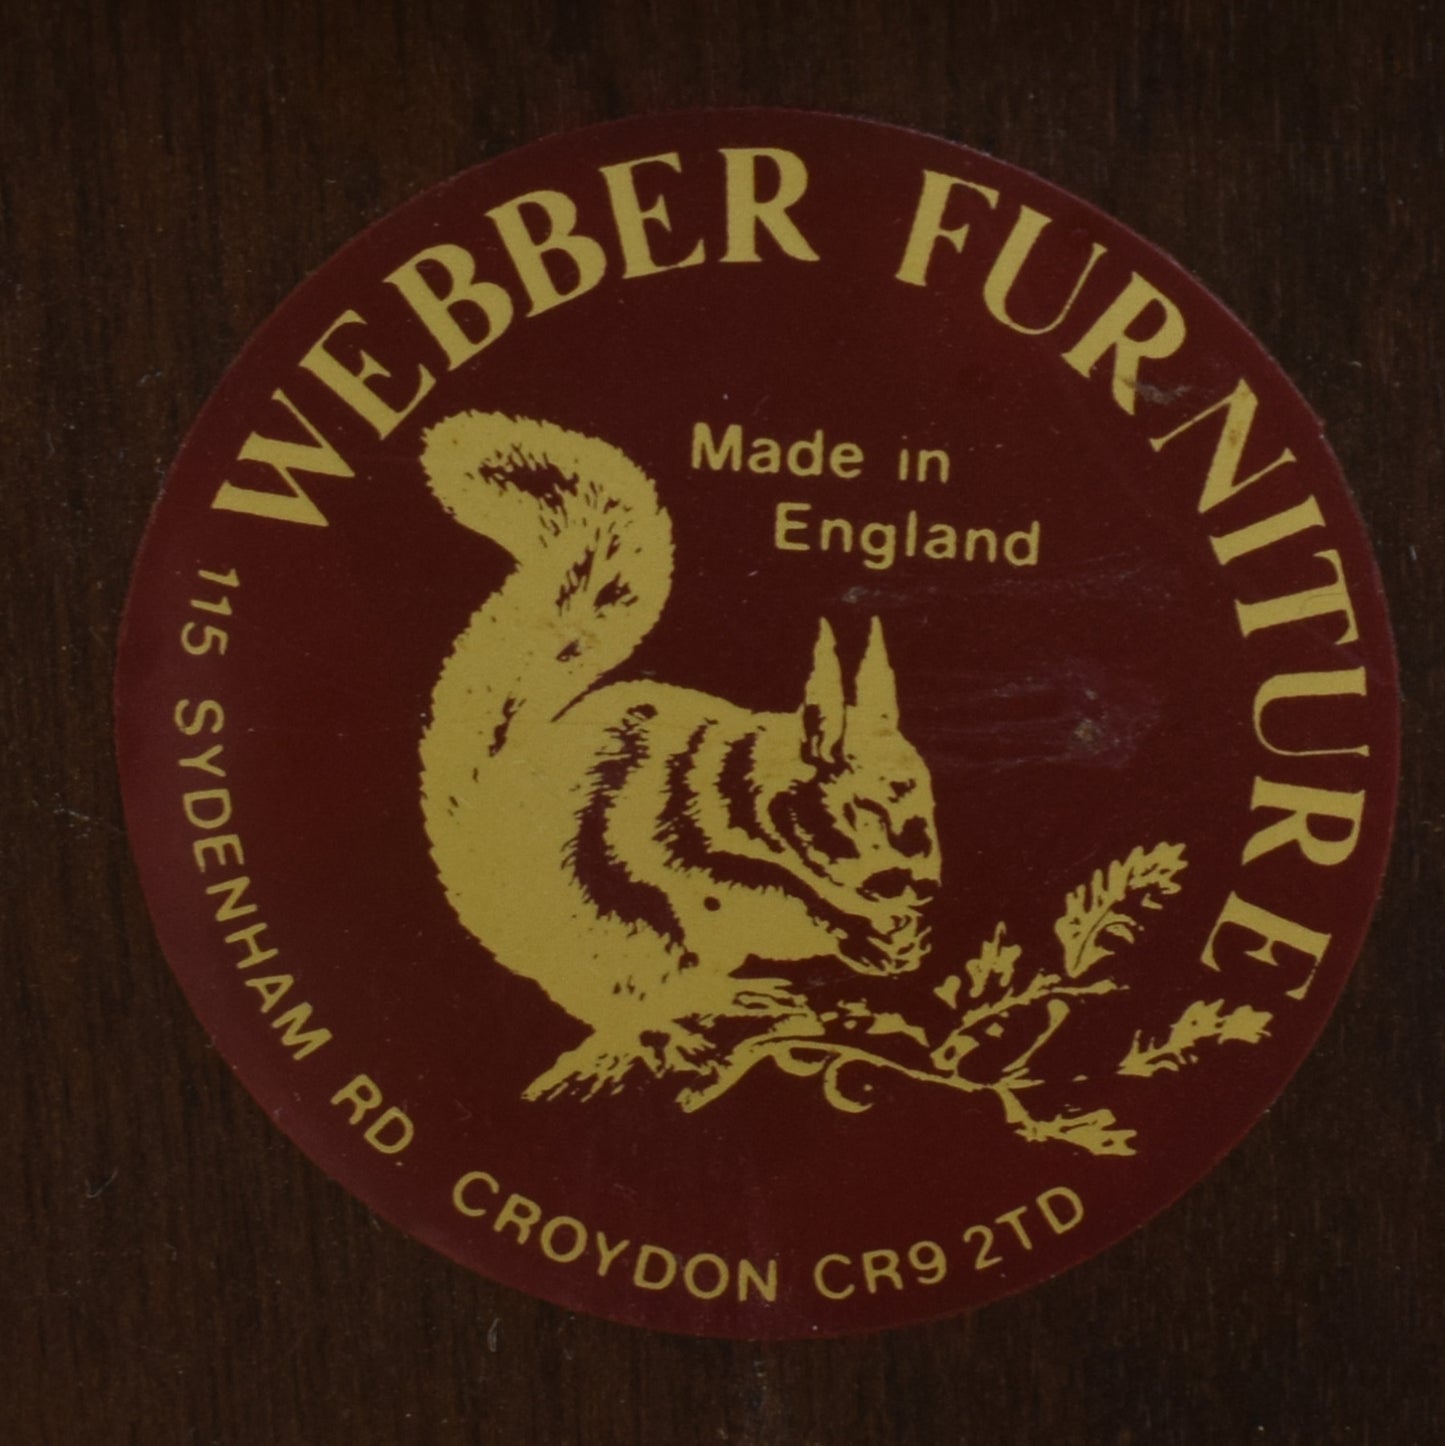 WEBBER FURNITURE
Made in
England
115 SYDENHAM RD. CROYDON CR9 2TD